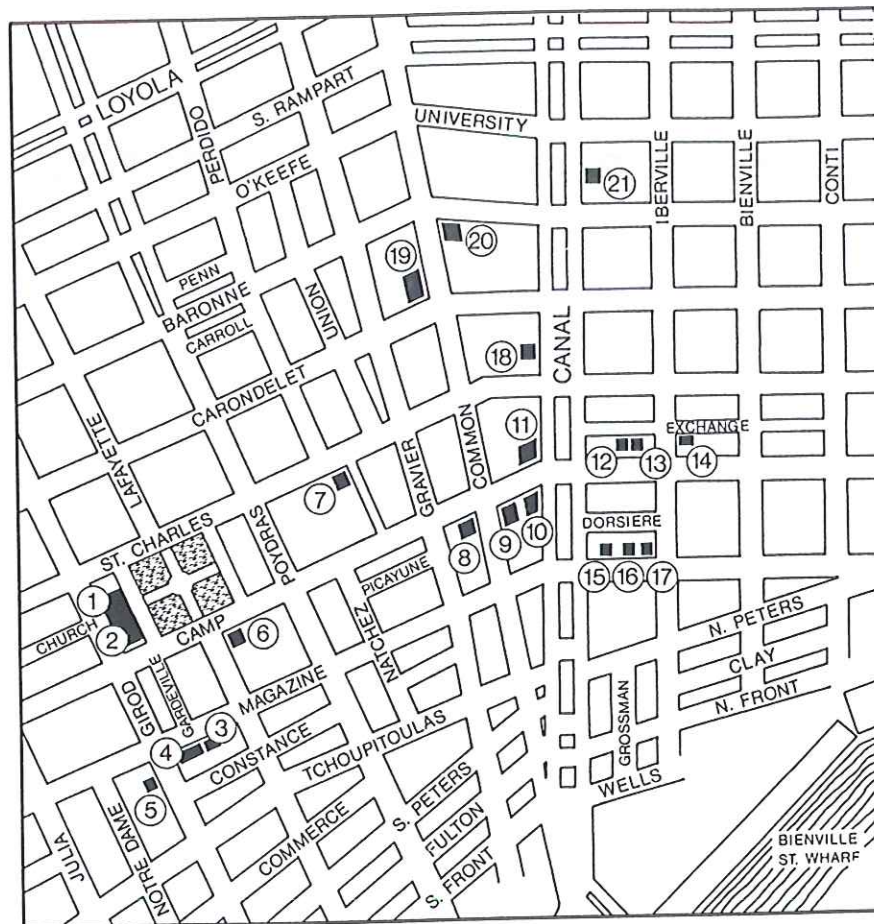 LOYOLA
PERDIDO
S. RAMPART
UNIVERSITY
O'KEEFE
IBERVILLE
BIENVILLE
CONTI
21
20
19
PENN
BARONNE
CARROLL
UNION
CANAL
18
CARONDELET
LAFAYETTE
GRAVIER
COMMON
11
EXCHANGE
12
13
14
7
ST. CHARLES
POYDRAS
PICAYUNE
8
9
10
DORSIERE
15
16
17
1
2
CHURCH
CAMP
6
NATCHEZ
N. PETERS
CLAY
N. FRONT
GIROD
GARDEVILLE
MAGAZINE
4
3
CONSTANCE
TCHOUPITOULAS
GROSSMAN
WELLS
5
JULIA
NOTRE DAME
COMMERCE
S. PETERS
FULTON
S. FRONT
BIENVILLE
ST. WHARF